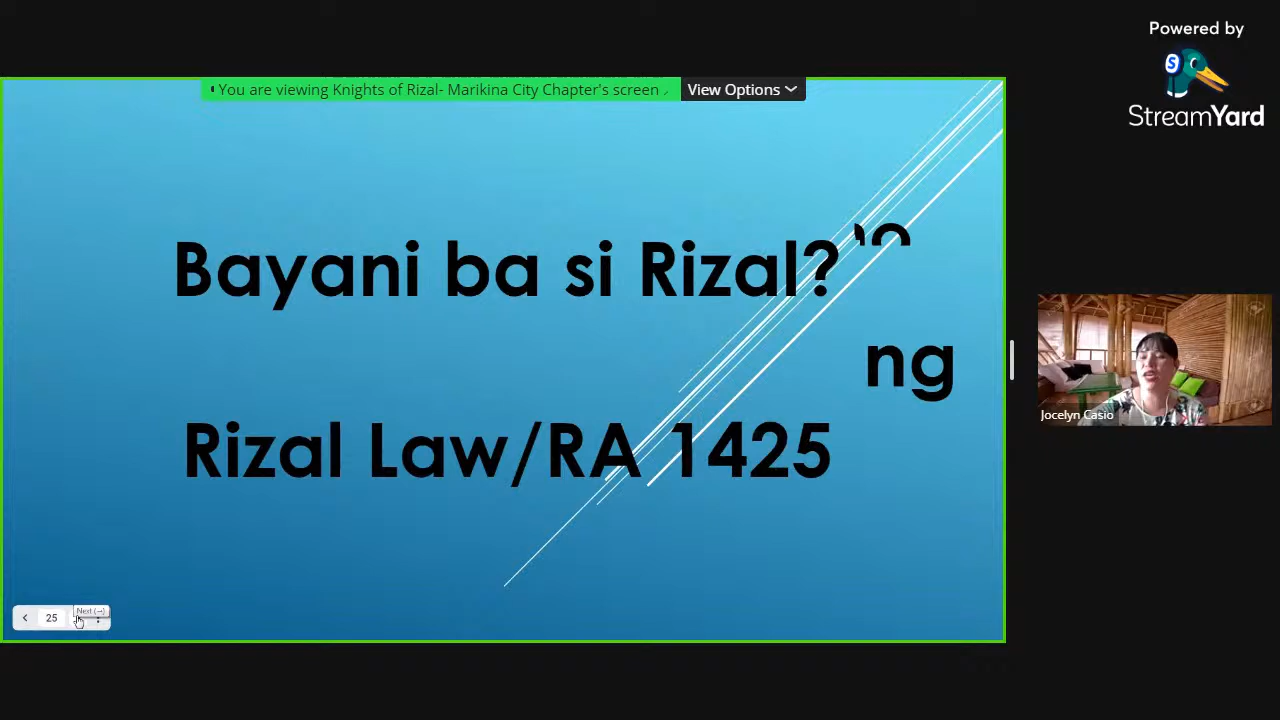 Powered by
StreamYard
You are viewing Knights of Rizal- Marikina City Chapter's screen
View Options
Bayani ba si Rizal?
ng
Rizal Law/RA 1425
Jocelyn Casio
Next (→)
25